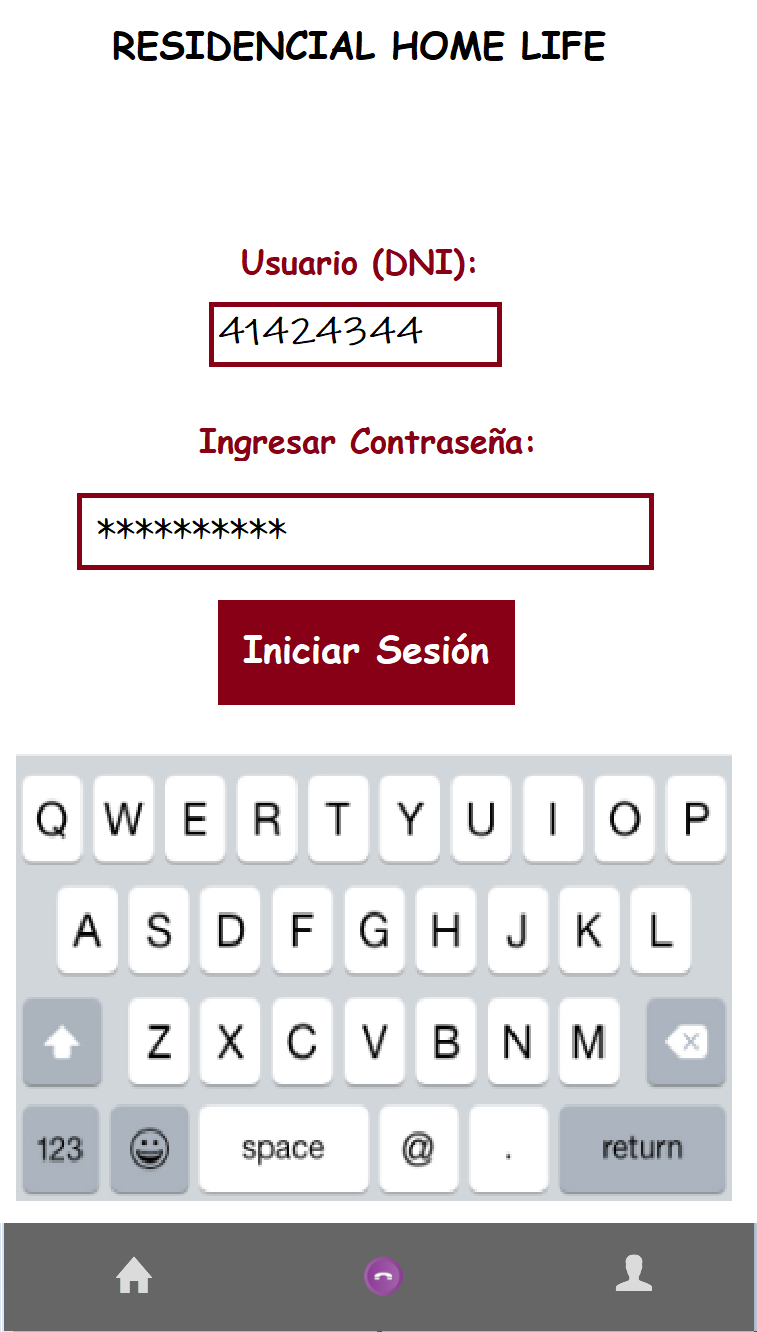 RESIDENCIAL HOME LIFE
Usuario (DNI):
41424344
Ingresar Contraseña:
**********
Iniciar Sesión
Q W E R T Y U I O P
A S D F G H J K L
Z X C V B N M
123 space @ . return